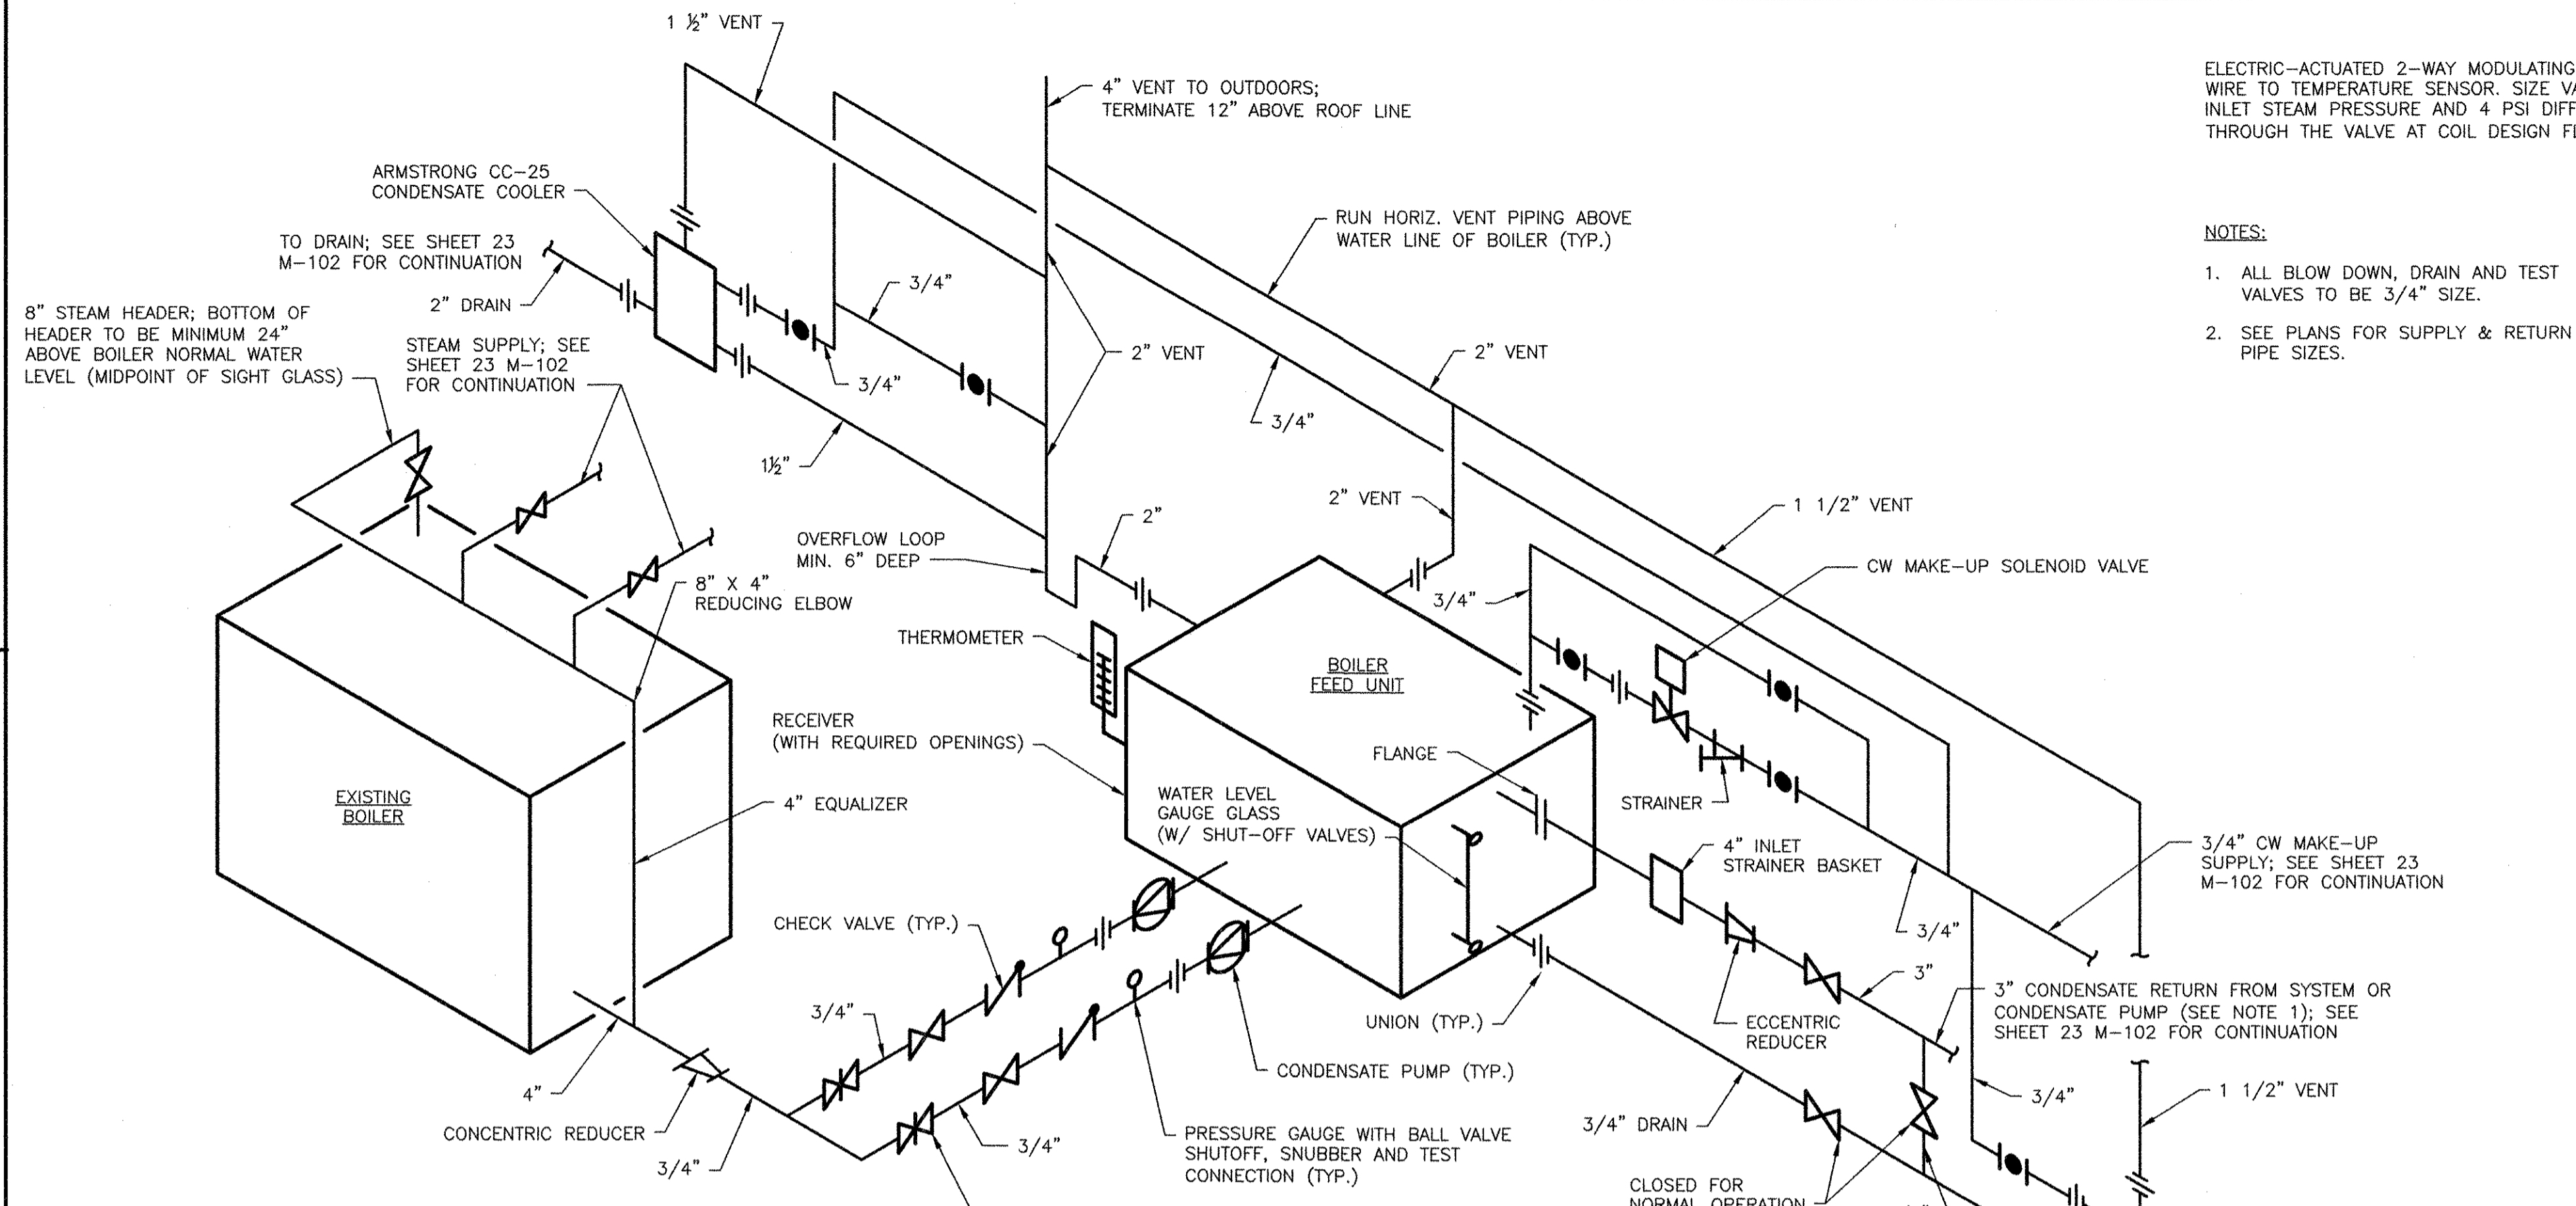 1 ½" VENT
4" VENT TO OUTDOORS;
TERMINATE 12" ABOVE ROOF LINE
ELECTRIC-ACTUATED 2-WAY MODULATING
WIRE TO TEMPERATURE SENSOR. SIZE
INLET STEAM PRESSURE AND 4 PSI
THROUGH THE VALVE AT COIL DESIGN
ARMSTRONG CC-25
CONDENSATE COOLER
RUN HORIZ. VENT PIPING ABOVE
WATER LINE OF BOILER (TYP.)
NOTES:
1. ALL BLOW DOWN, DRAIN AND TEST
VALVES TO BE 3/4" SIZE.
2. SEE PLANS FOR SUPPLY & RETURN
PIPE SIZES.
TO DRAIN; SEE SHEET 23
M-102 FOR CONTINUATION
2" DRAIN
3/4"
8" STEAM HEADER; BOTTOM OF
HEADER TO BE MINIMUM 24"
ABOVE BOILER NORMAL WATER
LEVEL (MIDPOINT OF SIGHT GLASS)
STEAM SUPPLY; SEE
SHEET 23 M-102
FOR CONTINUATION
3/4"
2" VENT
2" VENT
3/4"
1½"
2" VENT
1 1/2" VENT
2"
OVERFLOW LOOP
MIN. 6" DEEP
CW MAKE-UP SOLENOID VALVE
8" X 4"
REDUCING ELBOW
3/4"
THERMOMETER
BOILER
FEED UNIT
RECEIVER
(WITH REQUIRED OPENINGS)
FLANGE
EXISTING
BOILER
4" EQUALIZER
WATER LEVEL
GAUGE GLASS
(W/ SHUT-OFF VALVES)
STRAINER
4" INLET
STRAINER BASKET
3/4" CW MAKE-UP
SUPPLY; SEE SHEET 23
M-102 FOR CONTINUATION
CHECK VALVE (TYP.)
3/4"
3"
3" CONDENSATE RETURN FROM SYSTEM OR
CONDENSATE PUMP (SEE NOTE 1); SEE
SHEET 23 M-102 FOR CONTINUATION
3/4"
UNION (TYP.)
ECCENTRIC
REDUCER
4"
CONDENSATE PUMP (TYP.)
3/4"
1 1/2" VENT
CONCENTRIC REDUCER
3/4"
3/4"
PRESSURE GAUGE WITH BALL VALVE
SHUTOFF, SNUBBER AND TEST
CONNECTION (TYP.)
3/4" DRAIN
CLOSED FOR
NORMAL OPERATION